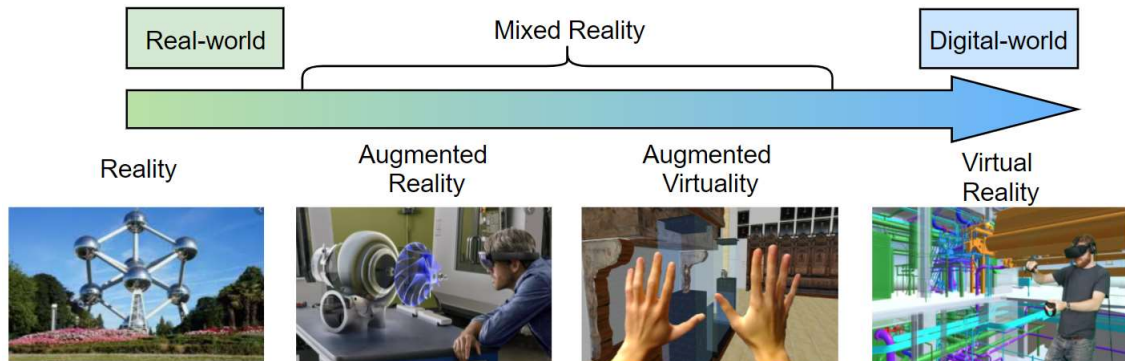 Real-world
Mixed Reality
Digital-world
Reality
Augmented
Reality
Augmented
Virtuality
Virtual
Reality